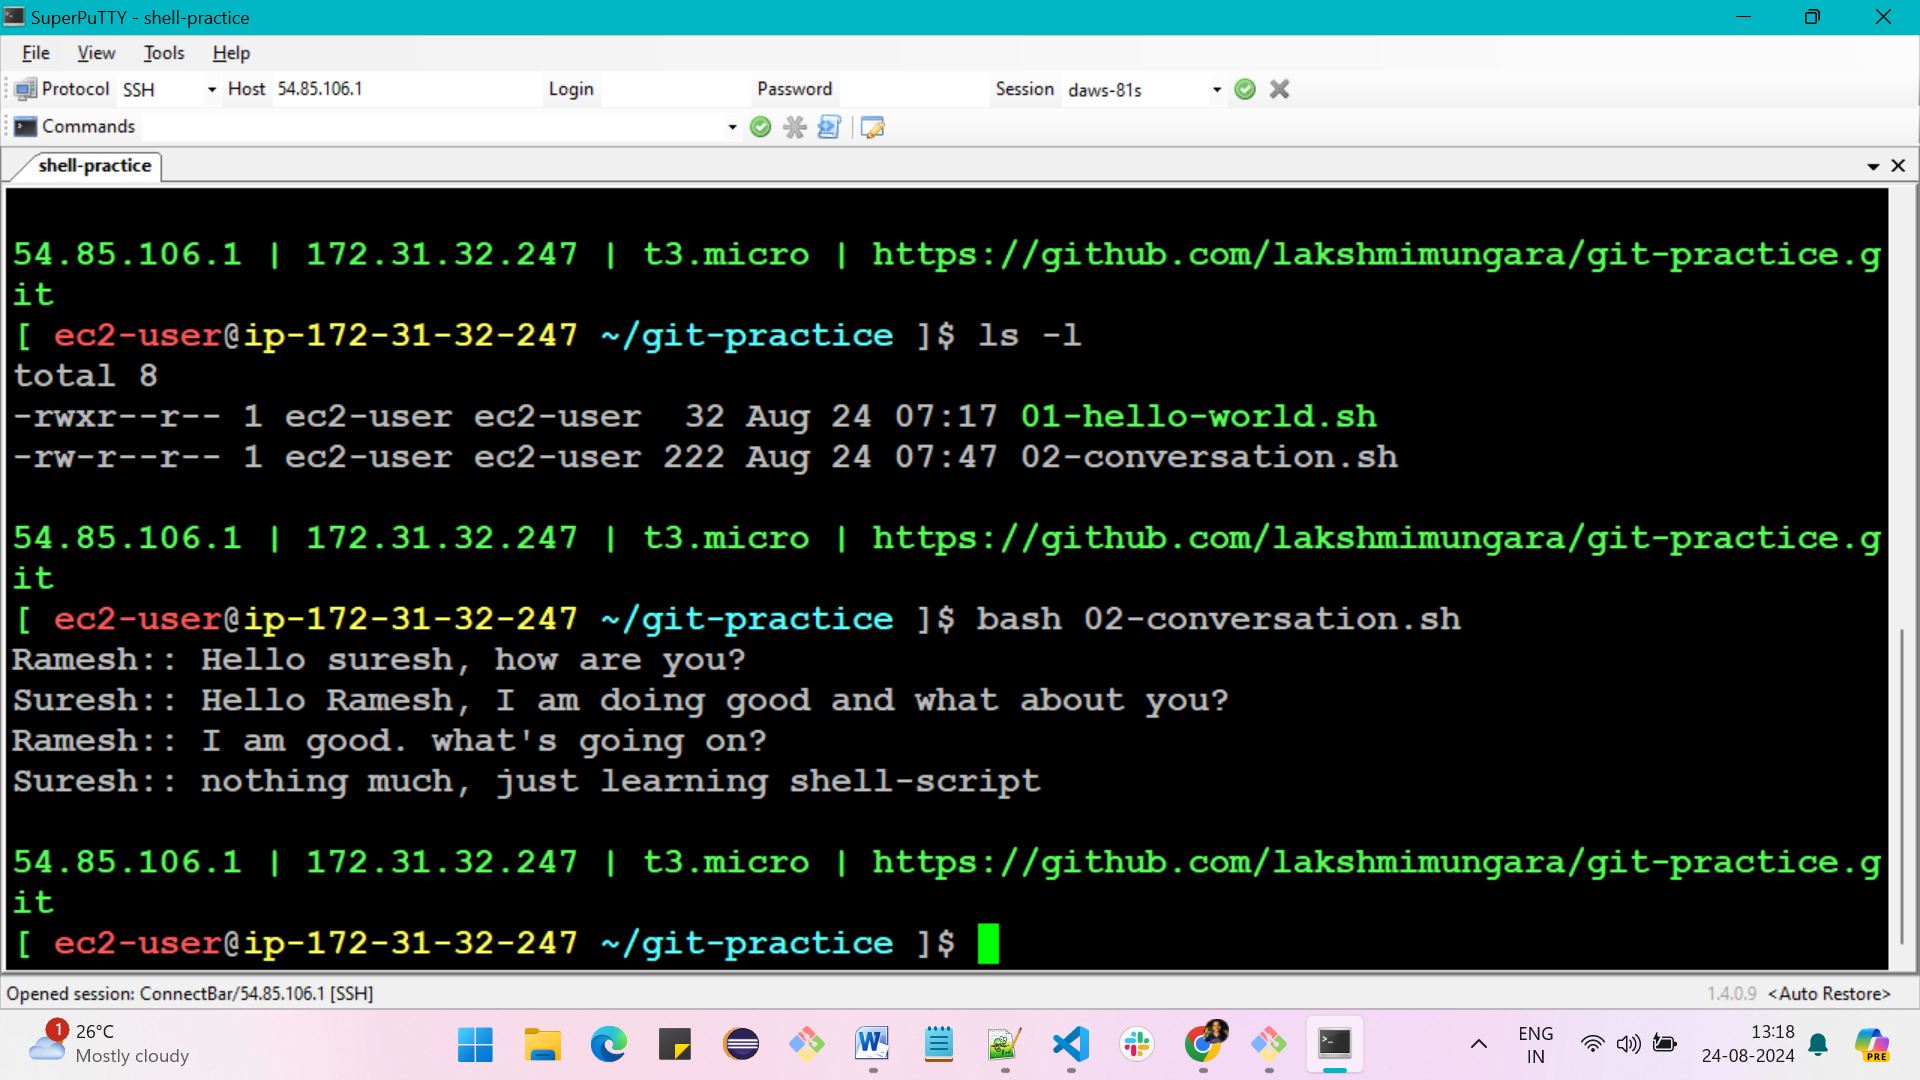 SuperPuTTY - shell-practice
File View Tools Help
Protocol SSH Host 54.85.106.1 Login Password Session daws-81s
Commands
shell-practice
54.85.106.1 | 172.31.32.247 | t3.micro | https://github.com/lakshmimungara/git-practice.g
it
[ ec2-user@ip-172-31-32-247 ~/git-practice ]$ ls -l
total 8
-rwxr--r-- 1 ec2-user ec2-user  32 Aug 24 07:17 01-hello-world.sh
-rw-r--r-- 1 ec2-user ec2-user 222 Aug 24 07:47 02-conversation.sh
54.85.106.1 | 172.31.32.247 | t3.micro | https://github.com/lakshmimungara/git-practice.g
it
[ ec2-user@ip-172-31-32-247 ~/git-practice ]$ bash 02-conversation.sh
Ramesh:: Hello suresh, how are you?
Suresh:: Hello Ramesh, I am doing good and what about you?
Ramesh:: I am good. what's going on?
Suresh:: nothing much, just learning shell-script
54.85.106.1 | 172.31.32.247 | t3.micro | https://github.com/lakshmimungara/git-practice.g
it
[ ec2-user@ip-172-31-32-247 ~/git-practice ]$
Opened session: ConnectBar/54.85.106.1 [SSH] 1.4.0.9 <Auto Restore>
1 26°C ENG 13:18
Mostly cloudy IN 24-08-2024 PRE